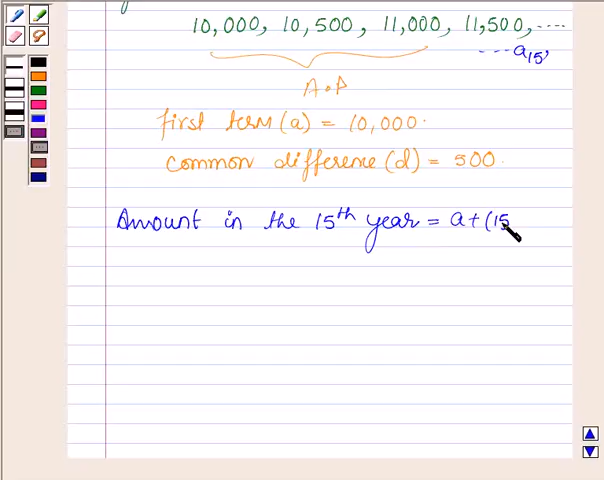 10,000, 10,500, 11,000, 11,500, ....
.... a15,
A.P
first term (a) = 10,000.
common difference (d) = 500.
Amount in the 15th year = a + (15